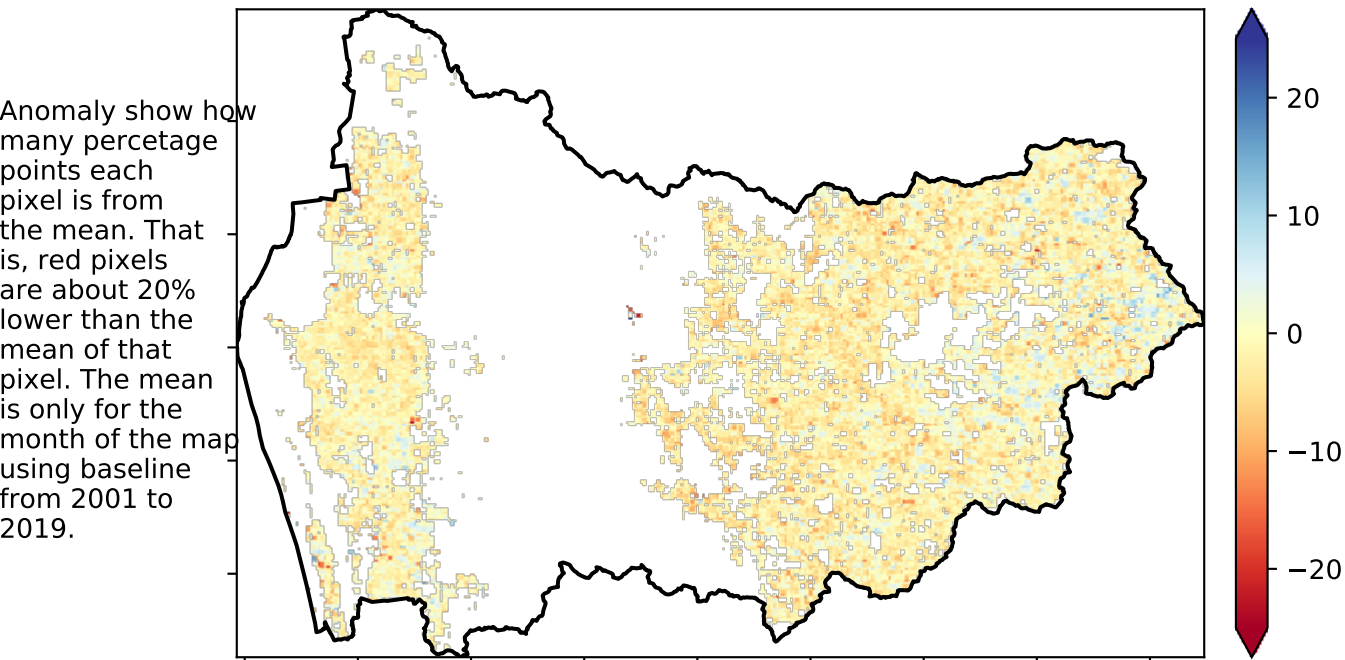 Anomaly show how
many percetage
points each
pixel is from
the mean. That
is, red pixels
are about 20%
lower than the
mean of that
pixel. The mean
is only for the
month of the map
using baseline
from 2001 to
2019.
20
10
0
−10
−20